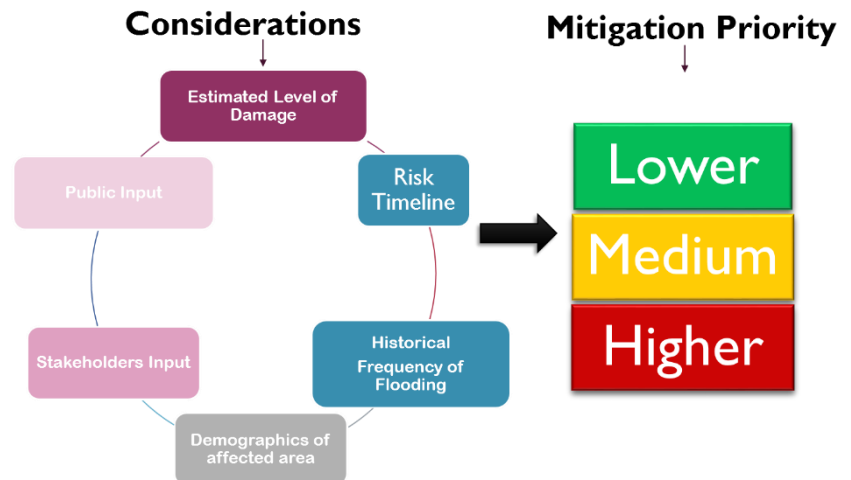 Considerations
Mitigation Priority
Estimated Level of
Damage
Public Input
Risk
Timeline
Stakeholders Input
Historical
Frequency of
Flooding
Demographics of
affected area
Lower
Medium
Higher